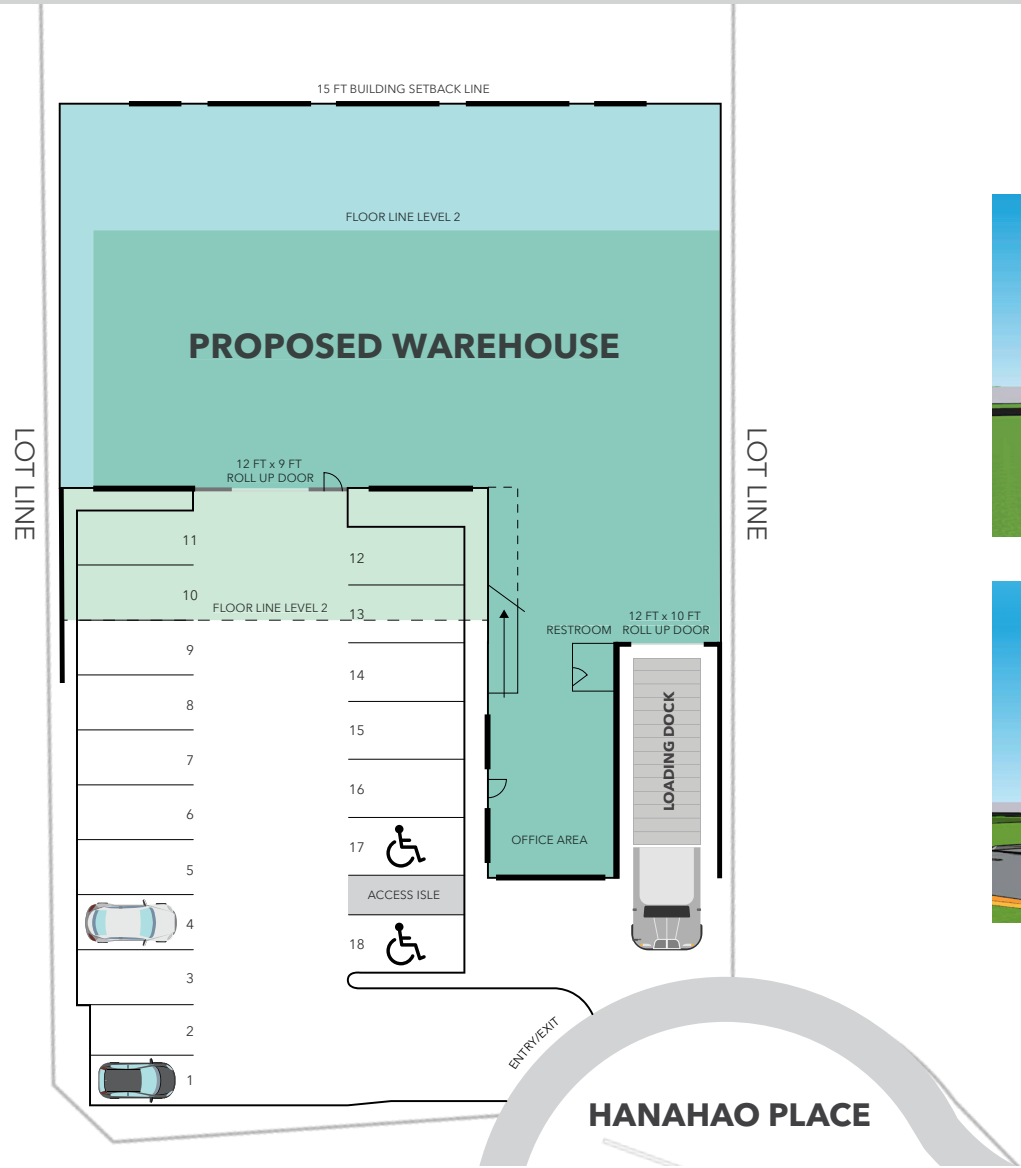 15 FT BUILDING SETBACK LINE
FLOOR LINE LEVEL 2
PROPOSED WAREHOUSE
LOT LINE
LOT LINE
12 FT x 9 FT
ROLL UP DOOR
11
12
10
FLOOR LINE LEVEL 2
13
12 FT x 10 FT
RESTROOM
ROLL UP DOOR
9
14
8
15
7
16
LOADING DOCK
6
17
OFFICE AREA
5
ACCESS ISLE
4
18
3
2
ENTRY/EXIT
1
HANAHAO PLACE